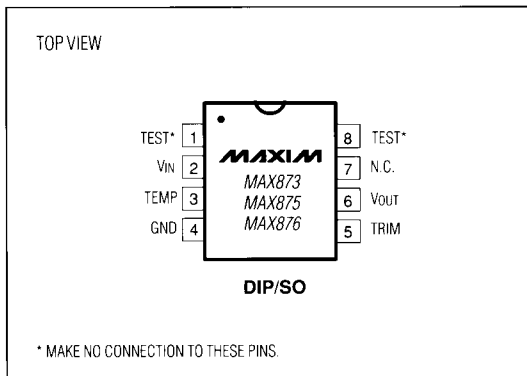 TOP VIEW
TEST* 1
8 TEST*
MAXIM
VIN 2
7 N.C.
MAX873
TEMP 3
MAX875
6 VOUT
GND 4
MAX876
5 TRIM
DIP/SO
* MAKE NO CONNECTION TO THESE PINS.